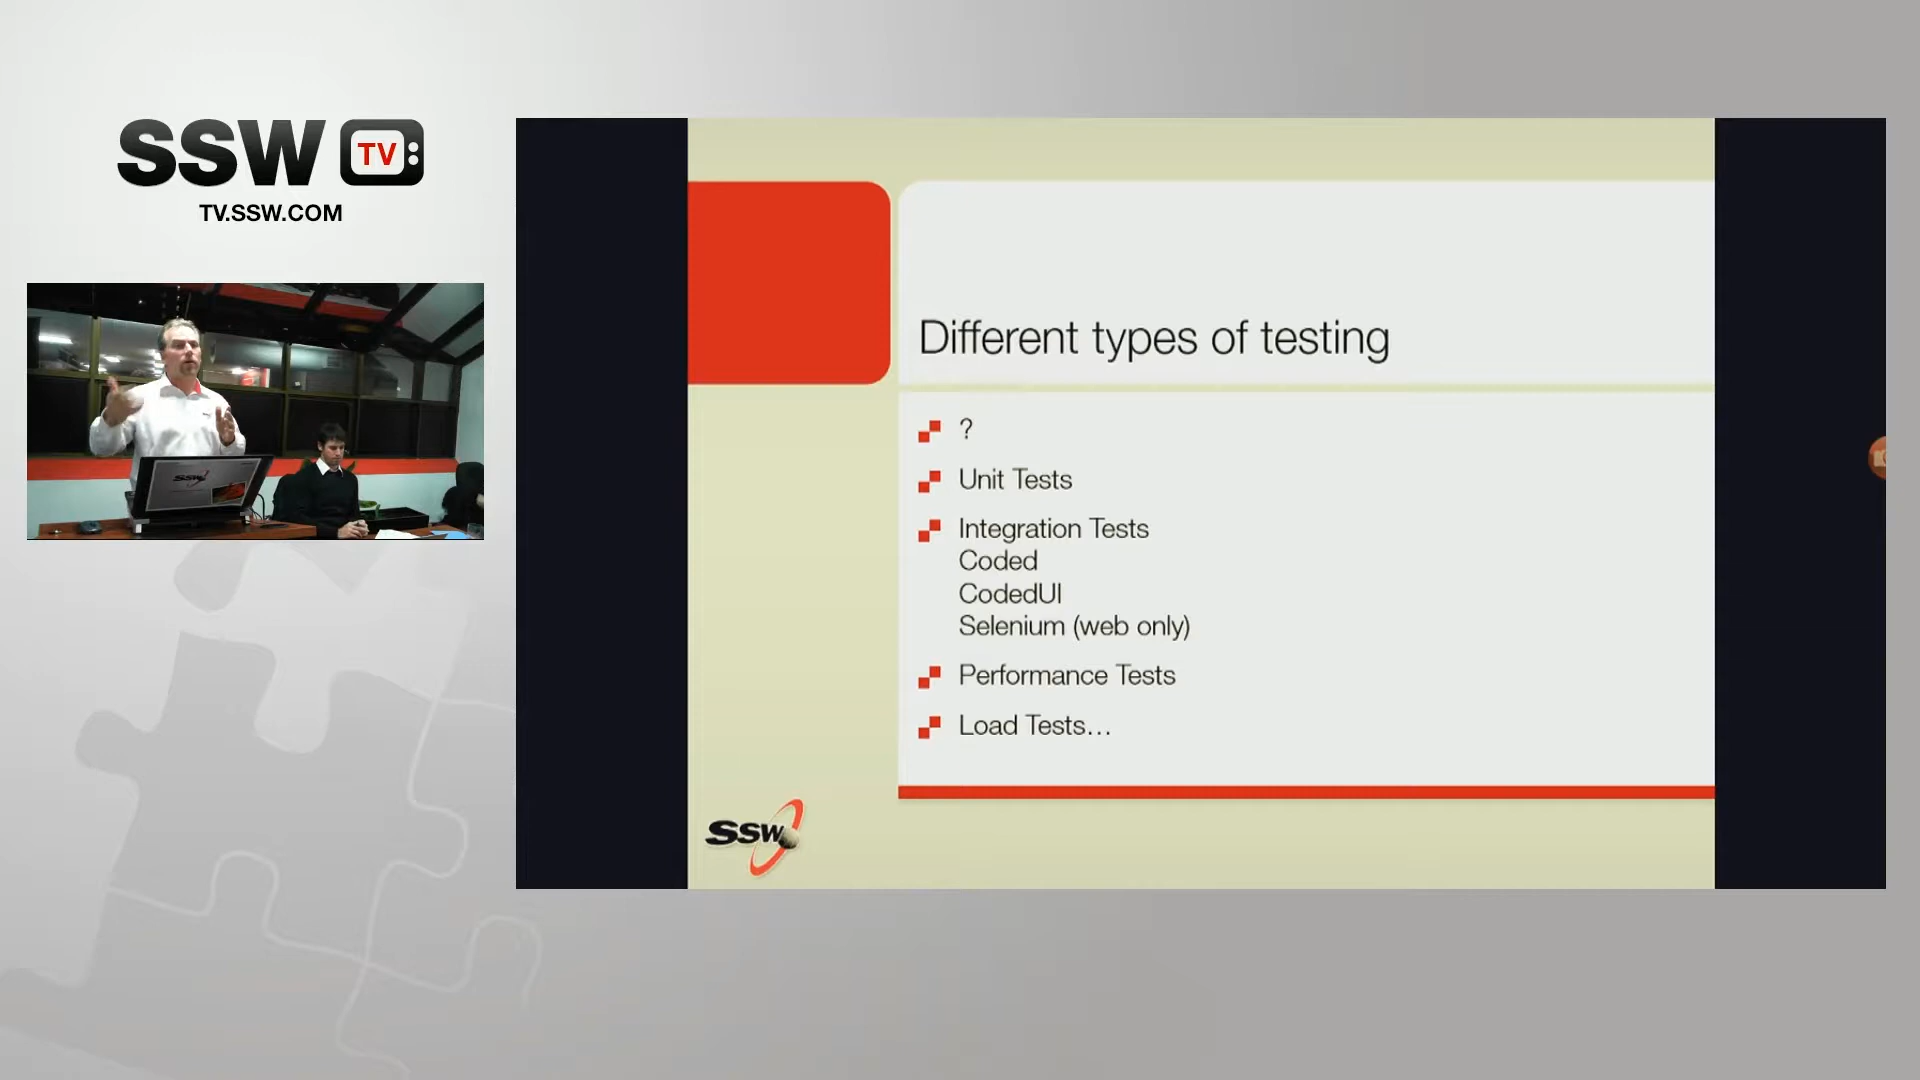 SSW TV:
TV.SSW.COM
SSW
Different types of testing
?
Unit Tests
Integration Tests
Coded
CodedUI
Selenium (web only)
Performance Tests
Load Tests…
SSW